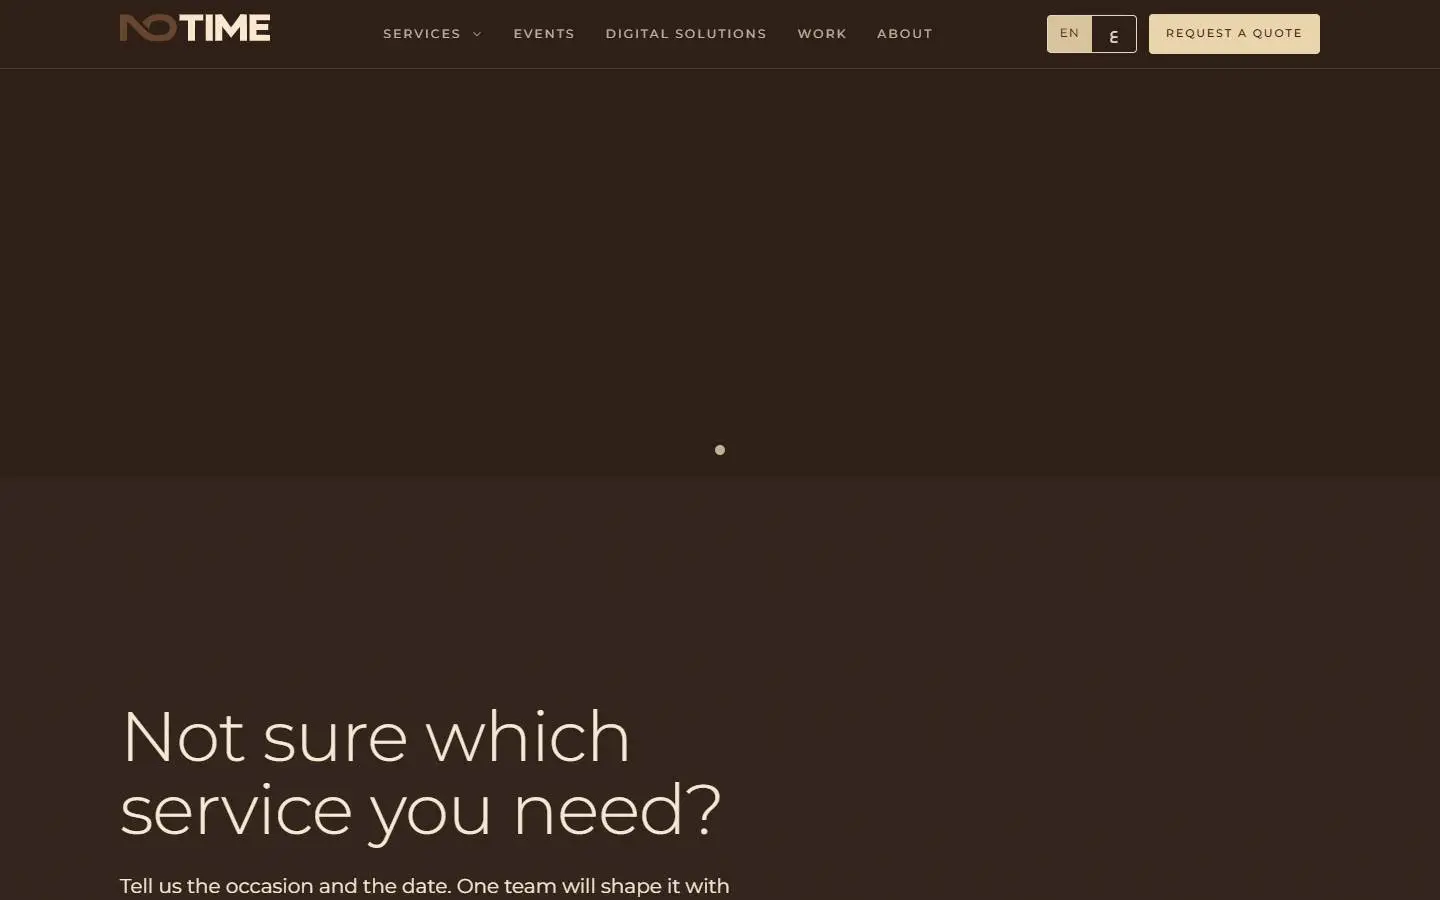 NOTIME
SERVICES
EVENTS
DIGITAL SOLUTIONS
WORK
ABOUT
EN
ع
REQUEST A QUOTE
Not sure which
service you need?
Tell us the occasion and the date. One team will shape it with